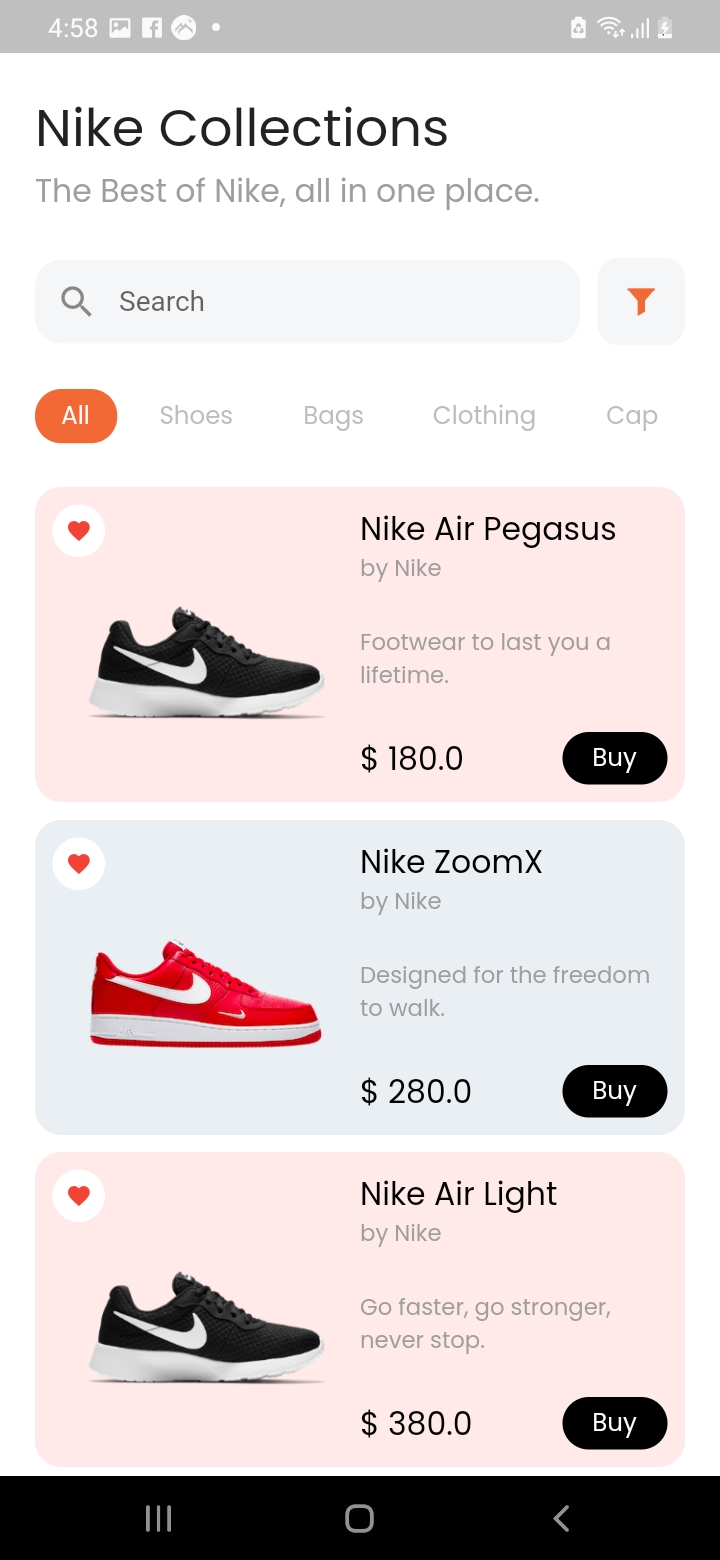 4:58
Nike Collections
The Best of Nike, all in one place.
Search
All Shoes Bags Clothing Cap
Nike Air Pegasus
by Nike
Footwear to last you a
lifetime.
$ 180.0 Buy
Nike ZoomX
by Nike
Designed for the freedom
to walk.
$ 280.0 Buy
Nike Air Light
by Nike
Go faster, go stronger,
never stop.
$ 380.0 Buy